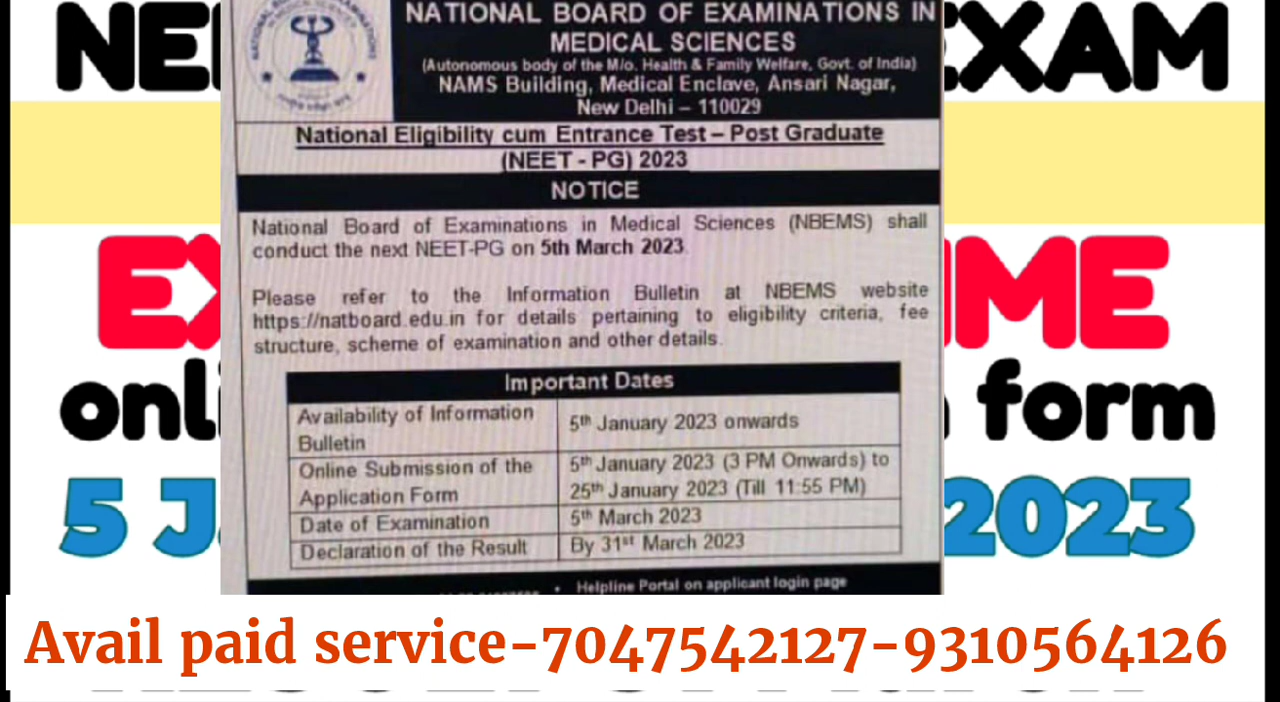 NE
EXAM
NATIONAL BOARD OF EXAMINATIONS IN
MEDICAL SCIENCES
(Autonomous body of the M/o. Health & Family Welfare, Govt. of India)
NAMS Building, Medical Enclave, Ansari Nagar,
New Delhi – 110029
National Eligibility cum Entrance Test – Post Graduate
(NEET - PG) 2023
NOTICE
National Board of Examinations in Medical Sciences (NBEMS) shall
conduct the next NEET-PG on 5th March 2023.
Please refer to the Information Bulletin at NBEMS website
https://natboard.edu.in for details pertaining to eligibility criteria, fee
structure, scheme of examination and other details.
Important Dates
Availability of Information
Bulletin
5th January 2023 onwards
Online Submission of the
Application Form
5th January 2023 (3 PM Onwards) to
25th January 2023 (Till 11:55 PM)
Date of Examination
5th March 2023
Declaration of the Result
By 31st March 2023
• Helpline Portal on applicant login page
onli
form
5 J
2023
Avail paid service-7047542127-9310564126